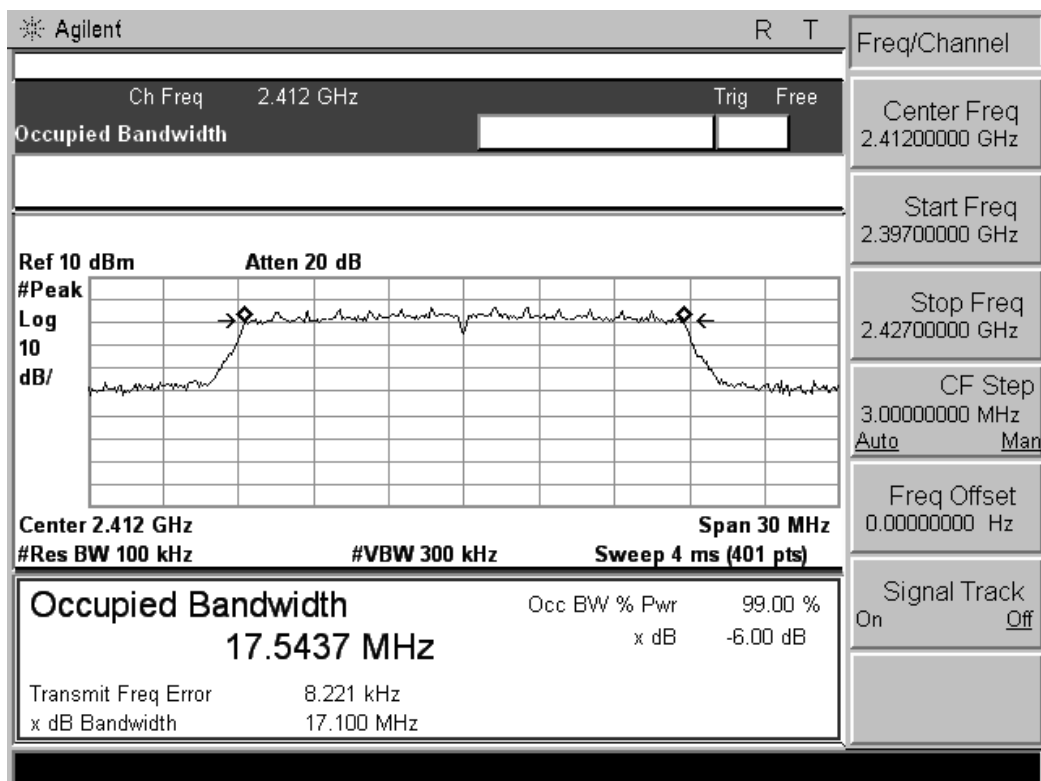 Agilent R T
Ch Freq 2.412 GHz Trig Free
Occupied Bandwidth
Ref 10 dBm Atten 20 dB
#Peak
Log
10
dB/
Center 2.412 GHz Span 30 MHz
#Res BW 100 kHz #VBW 300 kHz Sweep 4 ms (401 pts)
Occupied Bandwidth Occ BW % Pwr 99.00 %
17.5437 MHz x dB -6.00 dB
Transmit Freq Error 8.221 kHz
x dB Bandwidth 17.100 MHz
Freq/Channel
Center Freq
2.41200000 GHz
Start Freq
2.39700000 GHz
Stop Freq
2.42700000 GHz
CF Step
3.00000000 MHz
Auto Man
Freq Offset
0.00000000 Hz
Signal Track
On Off